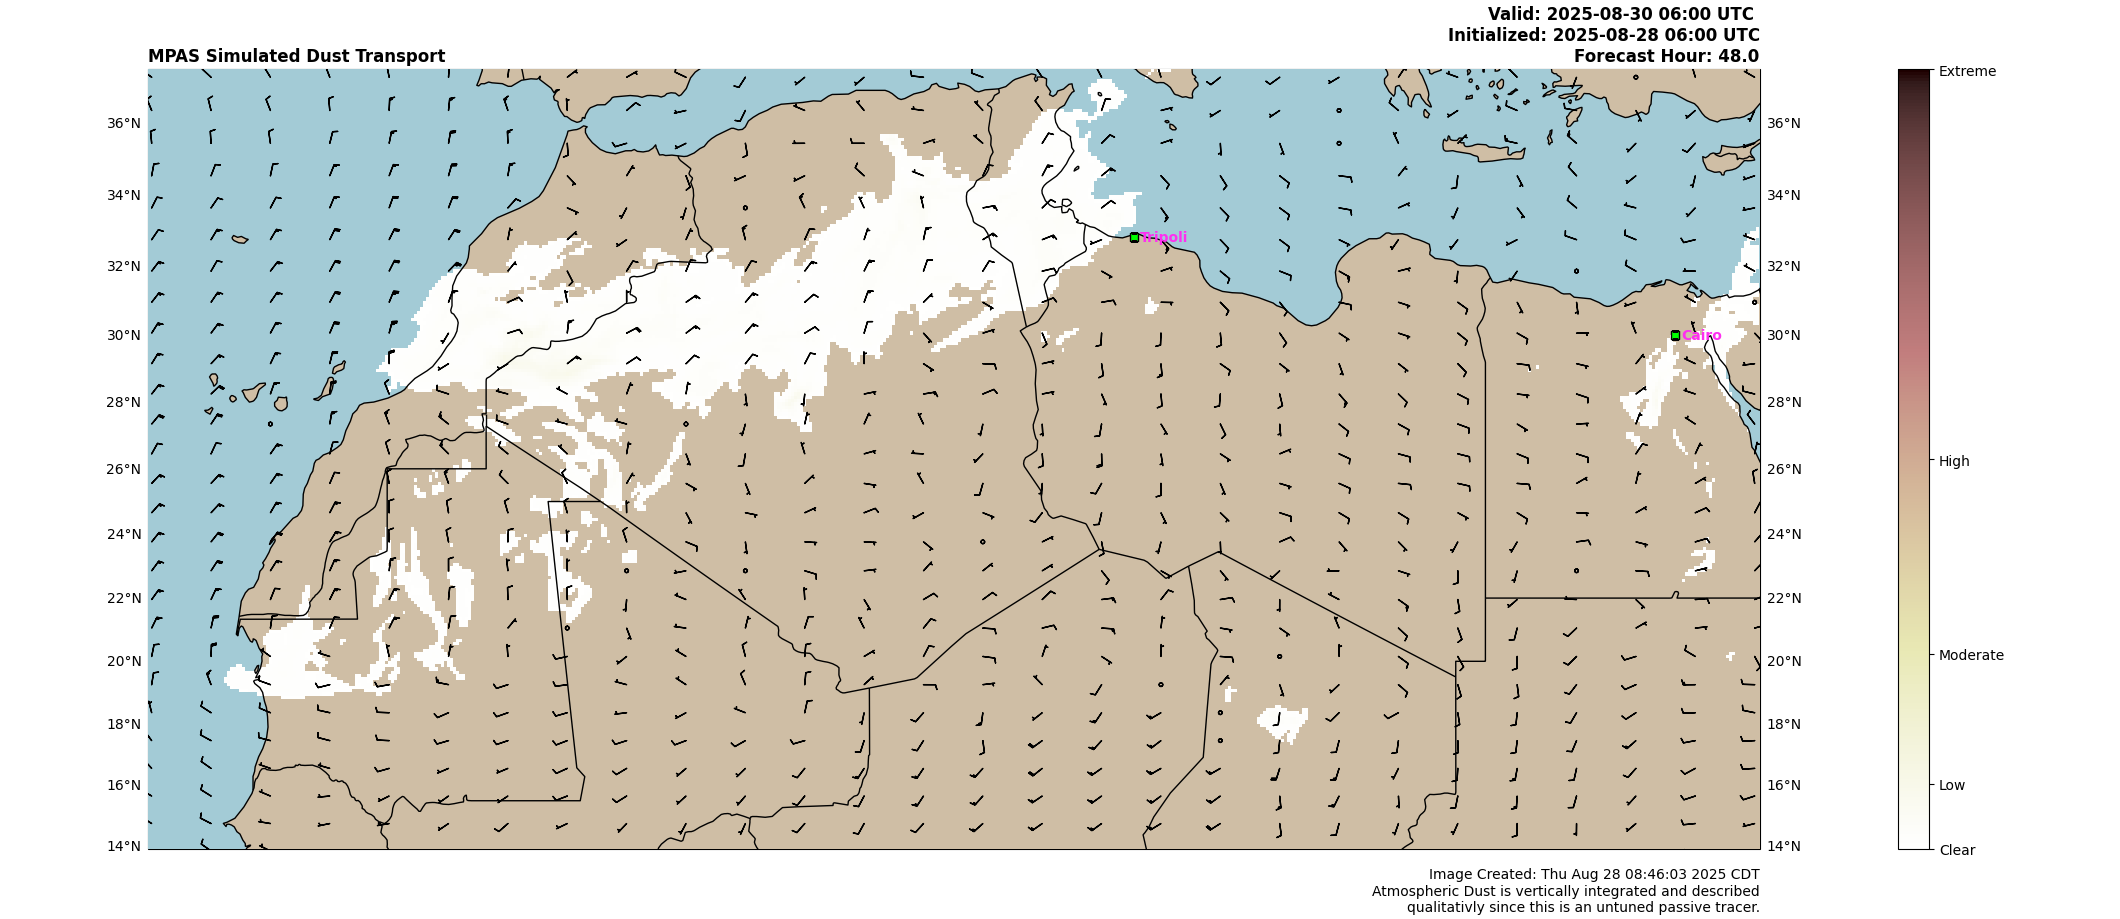 Valid: 2025-08-30 06:00 UTC
Initialized: 2025-08-28 06:00 UTC
MPAS Simulated Dust Transport
Forecast Hour: 48.0
Extreme
36°N
36°N
34°N
34°N
Tripoli
32°N
32°N
30°N
Cairo
30°N
28°N
28°N
26°N
26°N
High
24°N
24°N
22°N
22°N
20°N
20°N
Moderate
18°N
18°N
16°N
16°N
Low
14°N
14°N
Clear
Image Created: Thu Aug 28 08:46:03 2025 CDT
Atmospheric Dust is vertically integrated and described
qualitativly since this is an untuned passive tracer.